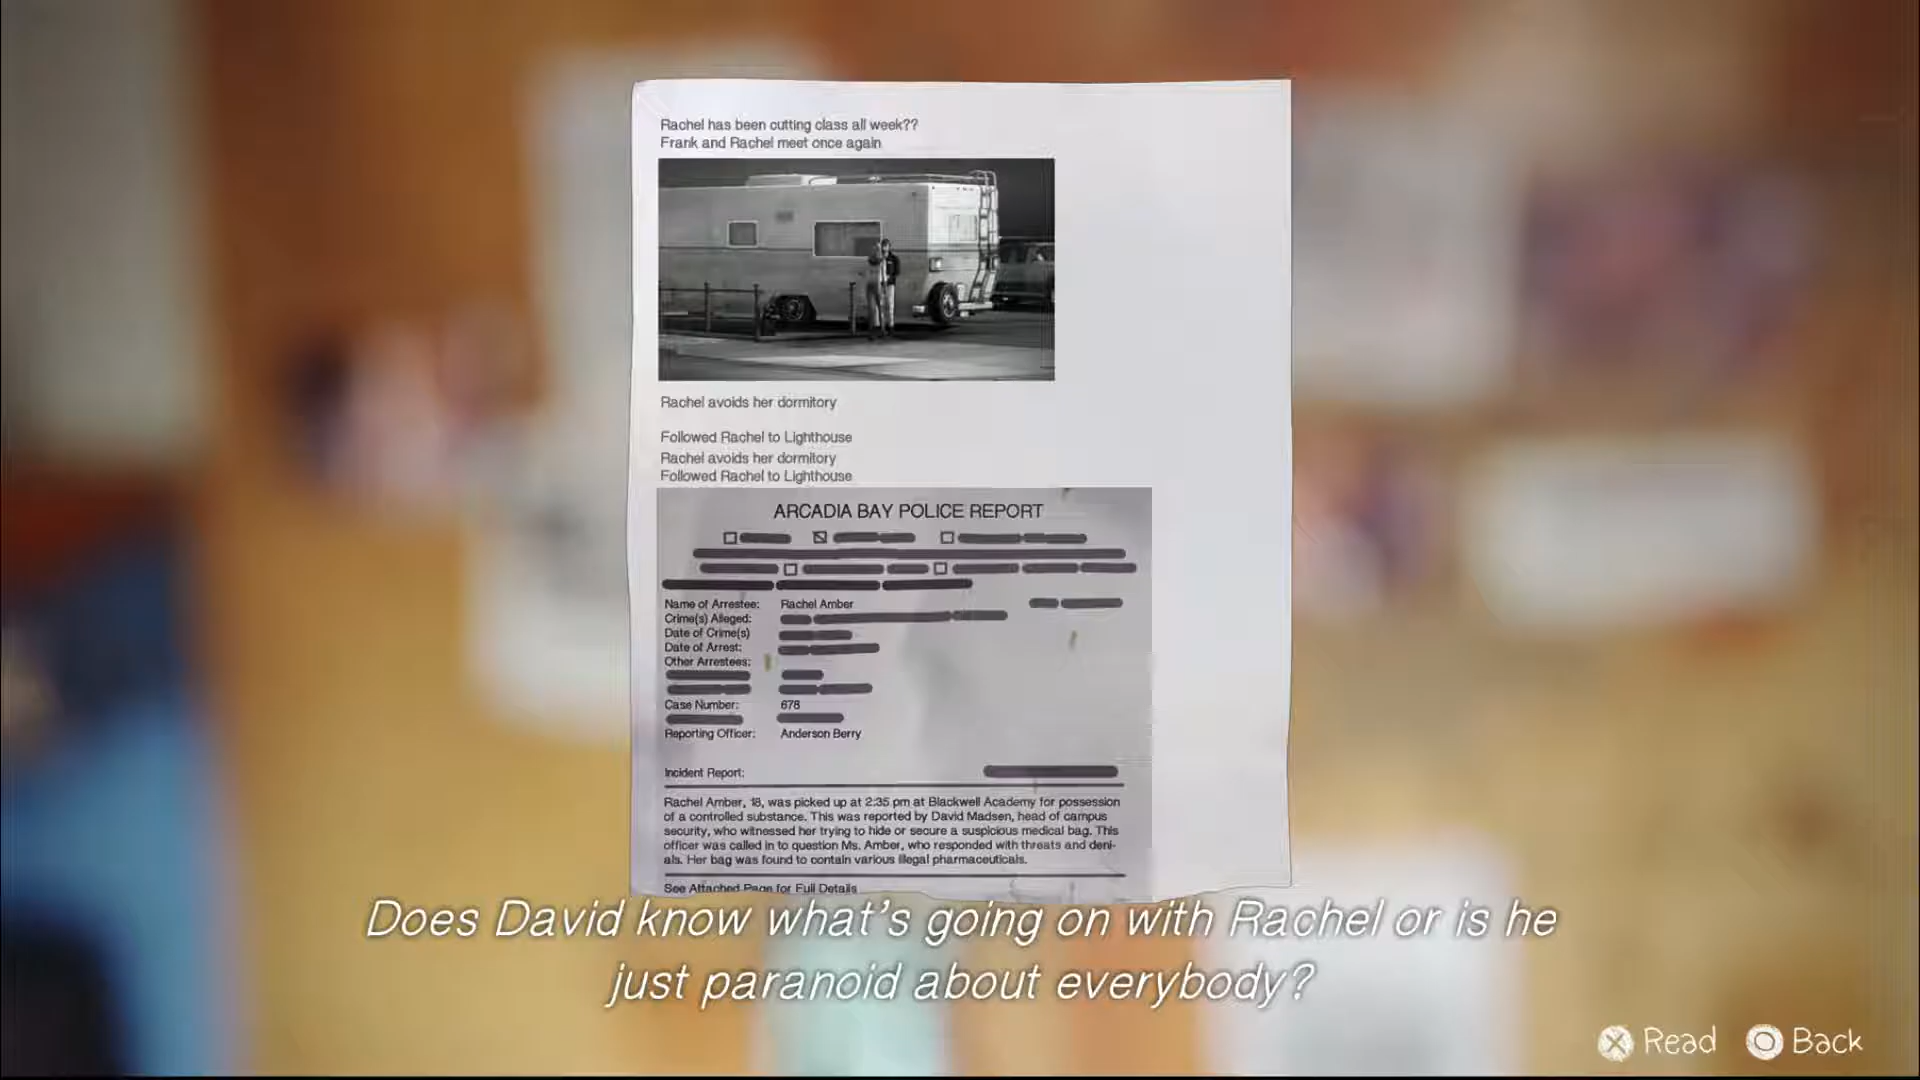 Rachel has been cutting class all week??
Frank and Rachel meet once again
Rachel avoids her dormitory
Followed Rachel to Lighthouse
Rachel avoids her dormitory
Followed Rachel to Lighthouse
ARCADIA BAY POLICE REPORT
Name of Arrestee: Rachel Amber
Crime(s) Alleged:
Date of Crime(s)
Date of Arrest:
Other Arrestees:
Case Number: 678
Reporting Officer: Anderson Berry
Incident Report:
Rachel Amber, 18, was picked up at 2:35 pm at Blackwell Academy for possession
of a controlled substance. This was reported by David Madsen, head of campus
security, who witnessed her trying to hide or secure a suspicious medical bag. This
officer was called in to question Ms. Amber, who responded with threats and deni-
als. Her bag was found to contain various illegal pharmaceuticals.
See Attached Page for Full Details
Does David know what's going on with Rachel or is he
just paranoid about everybody?
Read Back